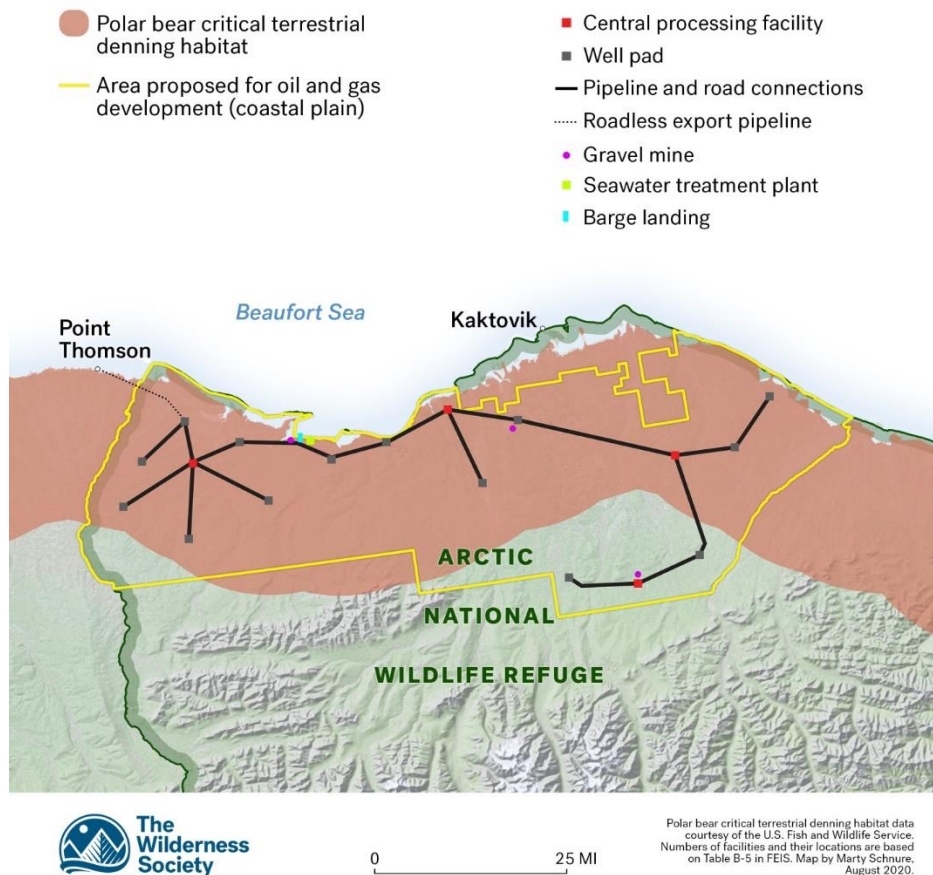 Polar bear critical terrestrial
denning habitat
Area proposed for oil and gas
development (coastal plain)
Central processing facility
Well pad
Pipeline and road connections
Roadless export pipeline
Gravel mine
Seawater treatment plant
Barge landing
Beaufort Sea
Kaktovik
Point
Thomson
ARCTIC
NATIONAL
WILDLIFE REFUGE
The
Wilderness
Society
0 25 MI
Polar bear critical terrestrial denning habitat data
courtesy of the U.S. Fish and Wildlife Service.
Numbers of facilities and their locations are based
on Table B-5 in FEIS. Map by Marty Schnure,
August 2020.